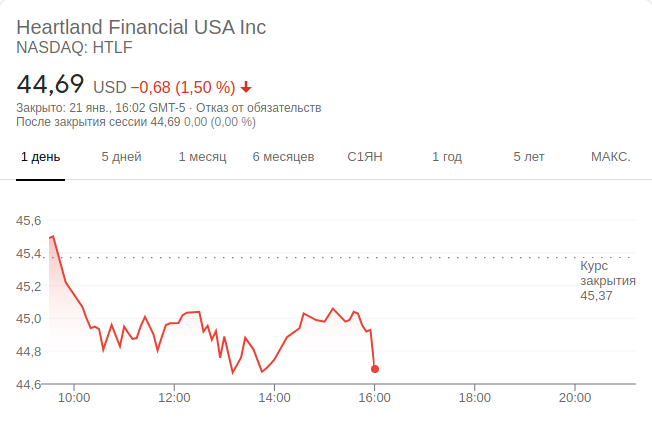 Heartland Financial USA Inc
NASDAQ: HTLF
44,69 USD −0,68 (1,50 %)
Закрыто: 21 янв., 16:02 GMT-5 · Отказ от обязательств
После закрытия сессии 44,69 0,00 (0,00 %)
1 день 5 дней 1 месяц 6 месяцев С1ЯН 1 год 5 лет МАКС.
45,6
45,4
Курс
закрытия
45,37
45,2
45,0
44,8
44,6
10:00 12:00 14:00 16:00 18:00 20:00